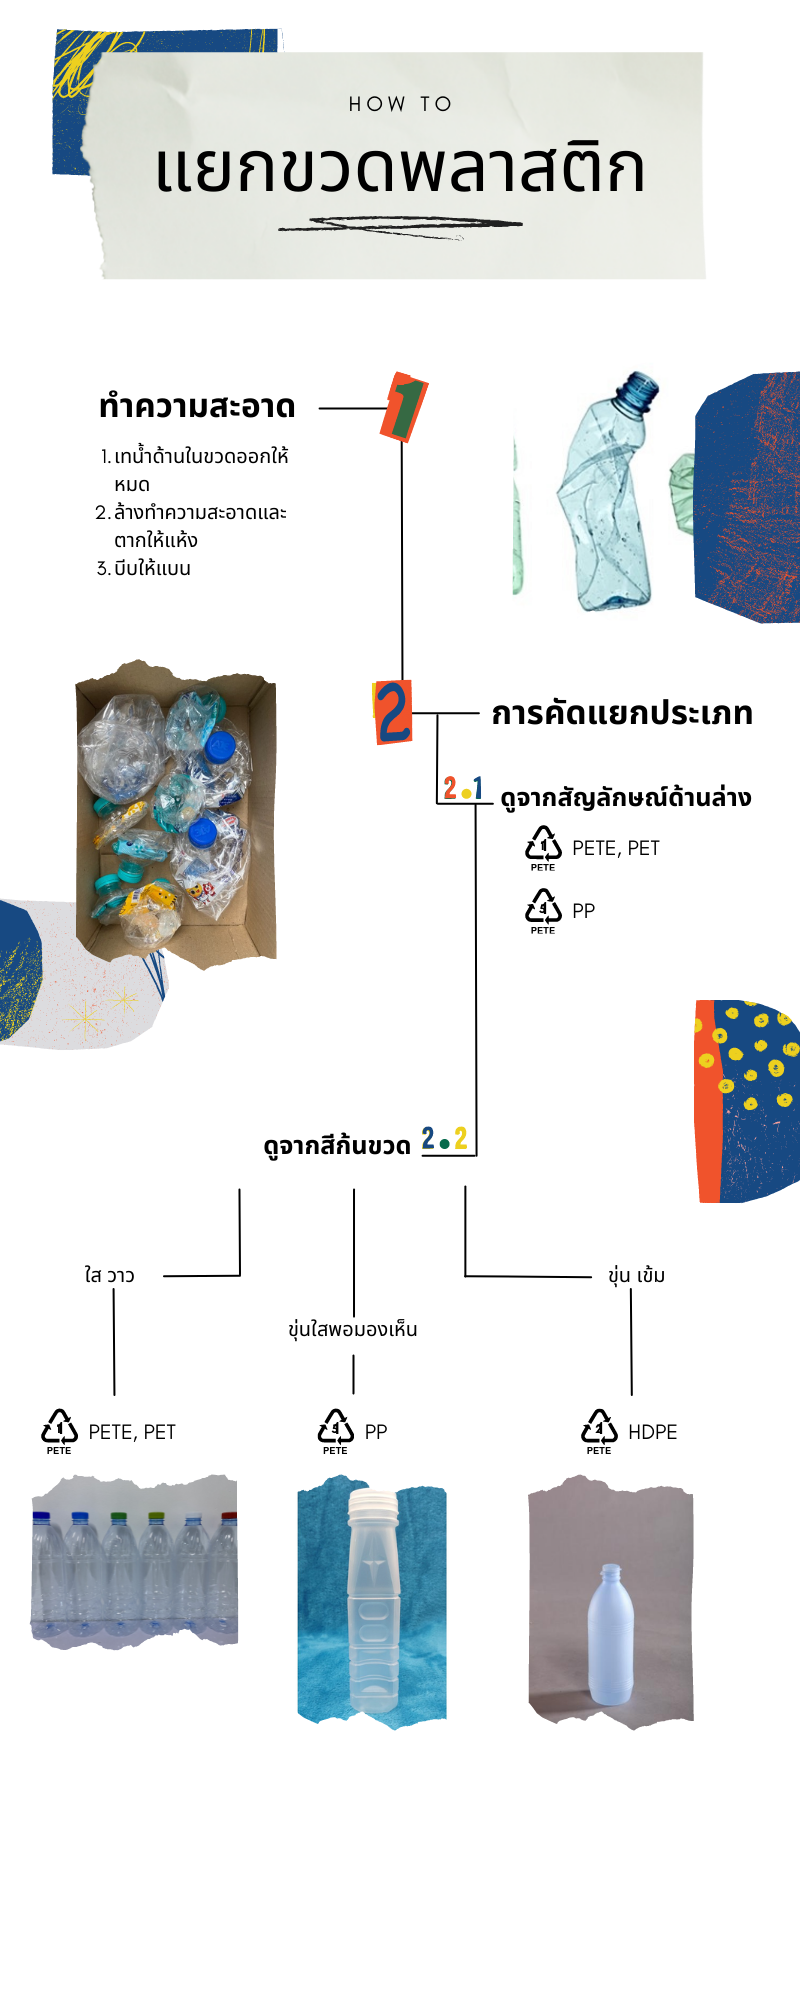 HOW TO
แยกขวดพลาสติก
1
ทำความสะอาด
1. เทน้ำด้านในขวดออกให้
หมด
2. ล้างทำความสะอาดและ
ตากให้แห้ง
3. บีบให้แบน
2
การคัดแยกประเภท
2.1
ดูจากสัญลักษณ์ด้านล่าง
1
PETE
PETE, PET
5
PETE
PP
ดูจากสีก้นขวด
2.2
ใส วาว
ขุ่น เข้ม
ขุ่นใสพอมองเห็น
1
PETE
PETE, PET
5
PETE
PP
2
PETE
HDPE